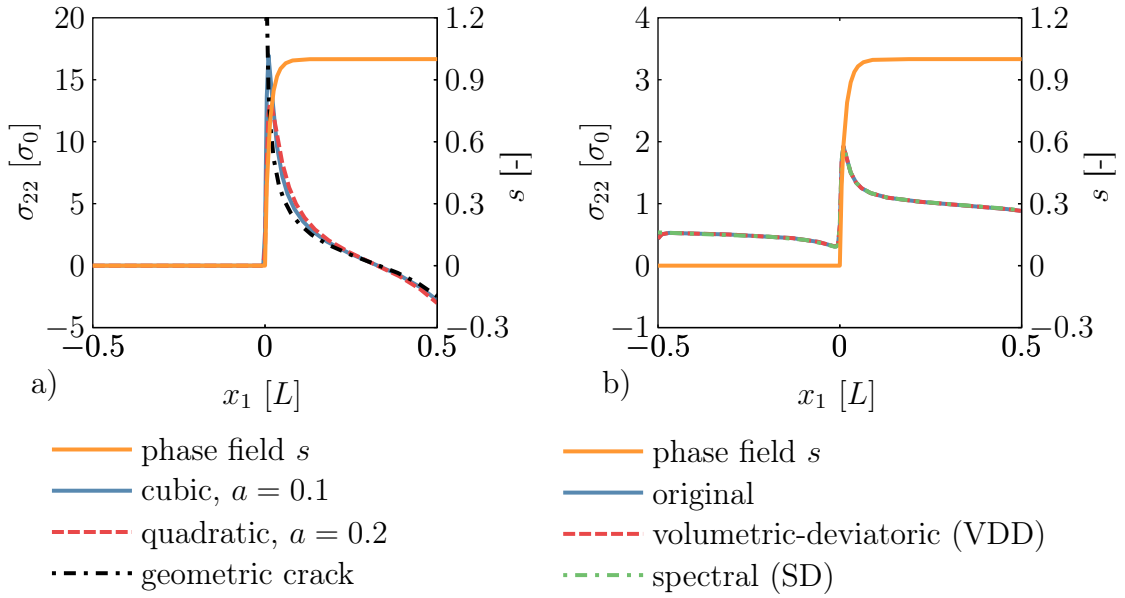 20
15
10
5
0
−5
σ22 [σ0]
1.2
0.9
0.6
0.3
0
−0.3
s [-]
−0.5 0 0.5
x1 [L]
a)
4
3
2
1
0
−1
σ22 [σ0]
1.2
0.9
0.6
0.3
0
−0.3
s [-]
−0.5 0 0.5
x1 [L]
b)
phase field s
cubic, a = 0.1
quadratic, a = 0.2
geometric crack
phase field s
original
volumetric-deviatoric (VDD)
spectral (SD)